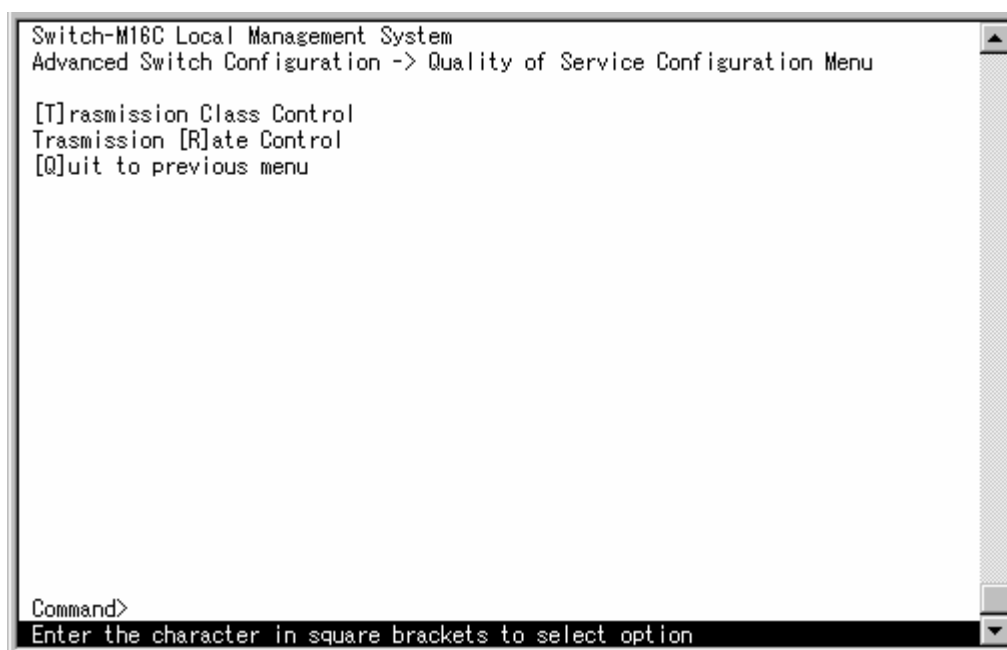 Switch-M16C Local Management System
Advanced Switch Configuration -> Quality of Service Configuration Menu
[T]rasmission Class Control
Trasmission [R]ate Control
[Q]uit to previous menu
Command>
Enter the character in square brackets to select option